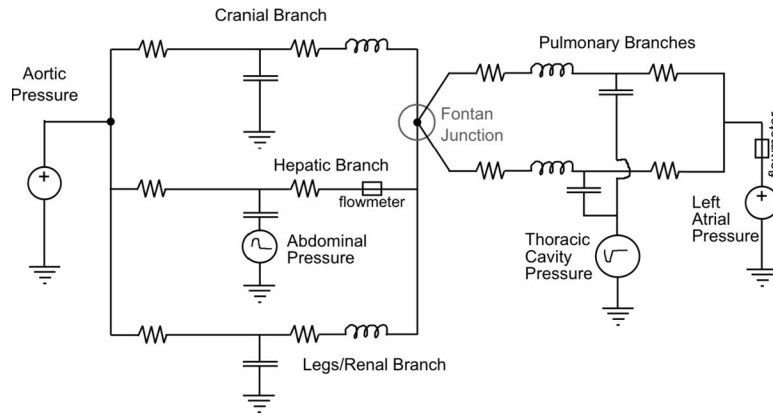 Cranial Branch
Pulmonary Branches
Aortic
Pressure
Fontan
Junction
Hepatic Branch
flowmeter
flowmeter
Abdominal
Pressure
Left
Atrial
Pressure
Thoracic
Cavity
Pressure
Legs/Renal Branch
+
+